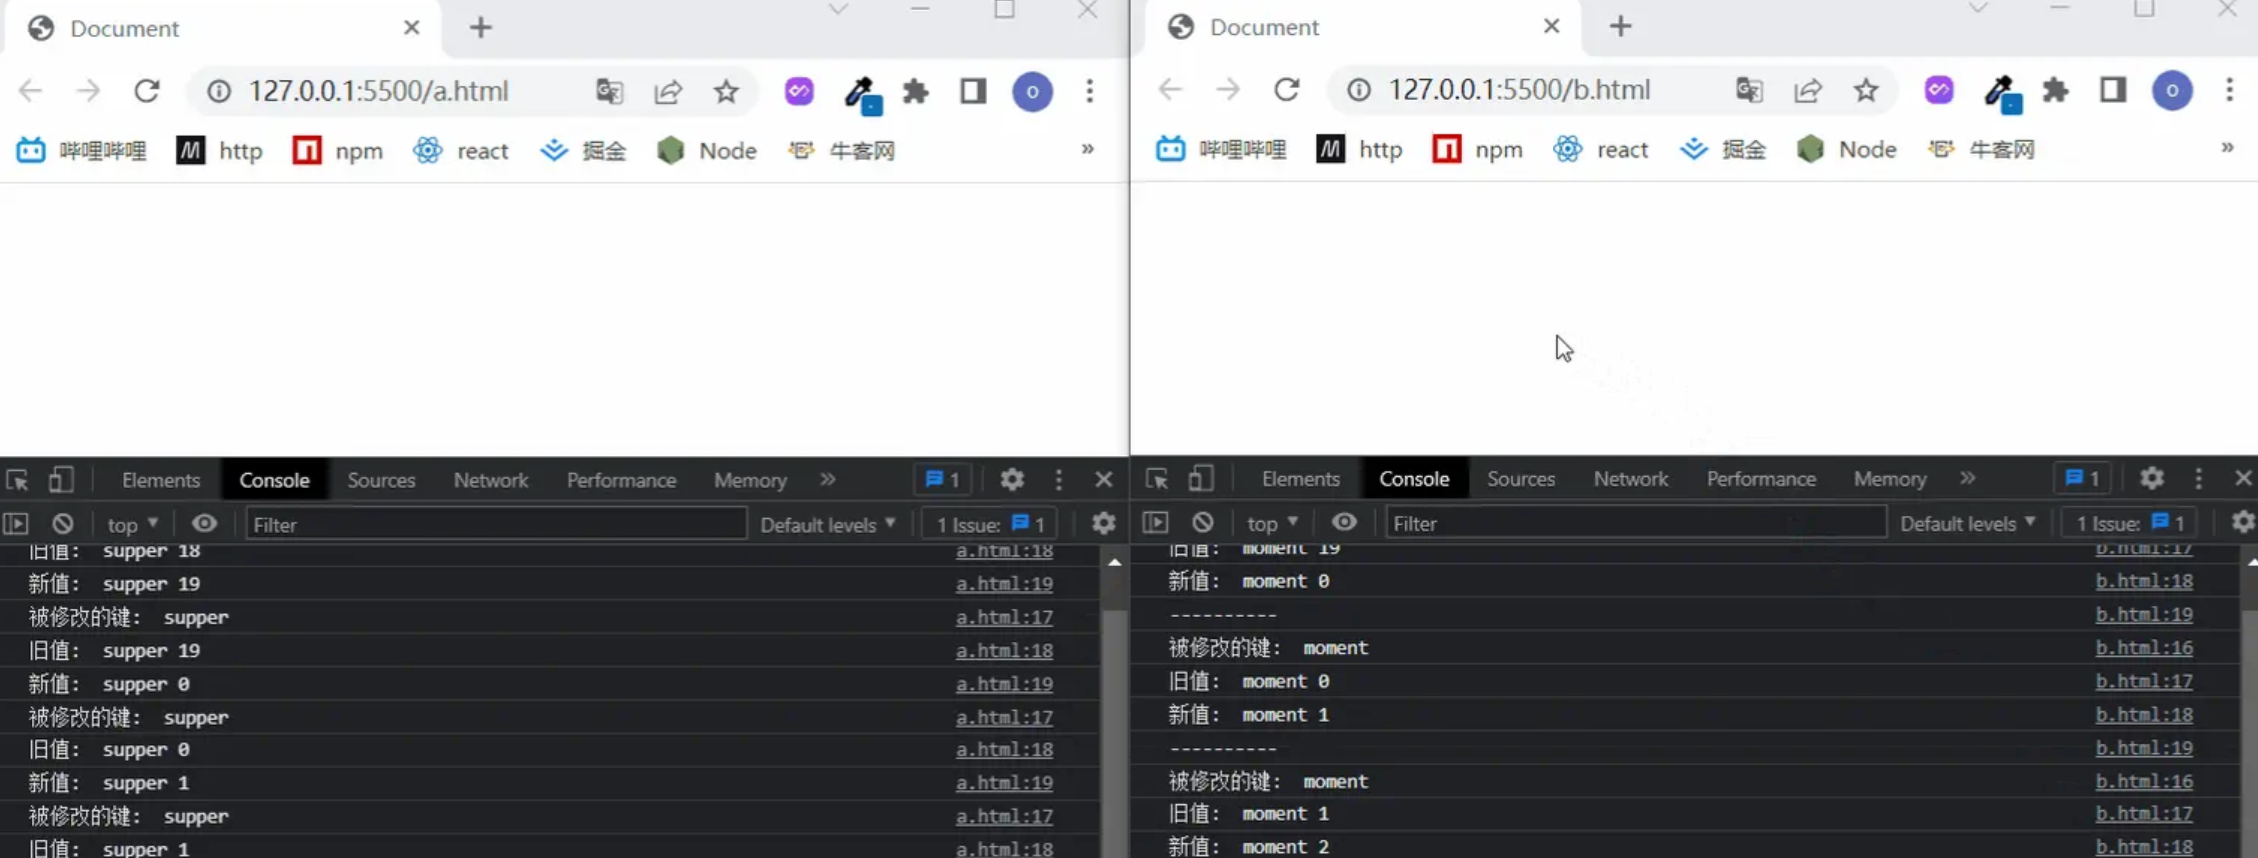 Document
127.0.0.1:5500/a.html
哔哩哔哩 http npm react 掘金 Node 牛客网 »
Elements Console Sources Network Performance Memory » 1
top Filter Default levels 1 Issue: 1
旧值: supper 18 a.html:18
新值: supper 19 a.html:19
被修改的键: supper a.html:17
旧值: supper 19 a.html:18
新值: supper 0 a.html:19
被修改的键: supper a.html:17
旧值: supper 0 a.html:18
新值: supper 1 a.html:19
被修改的键: supper a.html:17
旧值: supper 1 a.html:18
Document
127.0.0.1:5500/b.html
哔哩哔哩 http npm react 掘金 Node 牛客网 »
Elements Console Sources Network Performance Memory » 1
top Filter Default levels 1 Issue: 1
旧值: moment 19 b.html:17
新值: moment 0 b.html:18
---------- b.html:19
被修改的键: moment b.html:16
旧值: moment 0 b.html:17
新值: moment 1 b.html:18
---------- b.html:19
被修改的键: moment b.html:16
旧值: moment 1 b.html:17
新值: moment 2 b.html:18